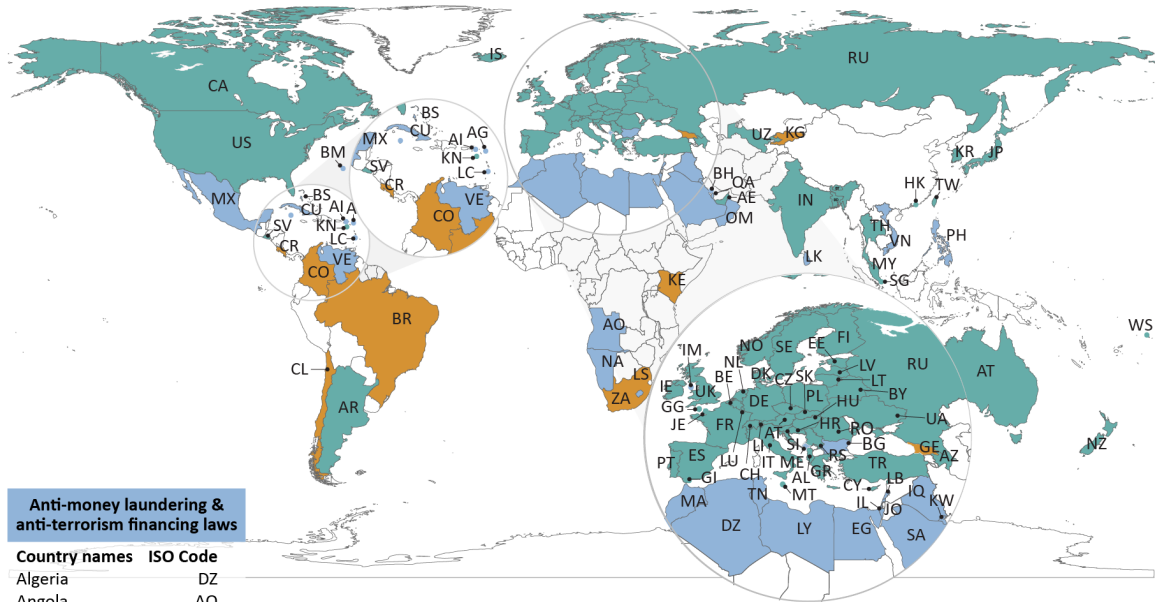 IS
RU
CA
US
BM
MX
BS
CU
AI
A
KN
LC
SV
CR
VE
CO
BS
CU
AI
AG
KN
LC
MX
SV
CR
VE
CO
BR
CL
AR
UZ
KG
KR
JP
BH
QA
AE
OM
IN
HK
TW
TH
VN
PH
LK
MY
SG
KE
AO
NA
LS
ZA
WS
AT
NZ
IM
NO
SE
EE
FI
RU
NL
BE
DK
CZ
SK
LV
LT
IE
UK
DE
PL
HU
BY
GG
JE
FR
AT
HR
RO
UA
SI
BG
PT
ES
LU
LI
IT
ME
RS
GE
AZ
CH
AL
GR
TR
GI
MT
CY
LB
IQ
KW
MA
TN
IL
JO
DZ
LY
EG
SA
Anti-money laundering &
anti-terrorism financing laws
Country names ISO Code
Algeria DZ
Angola AO